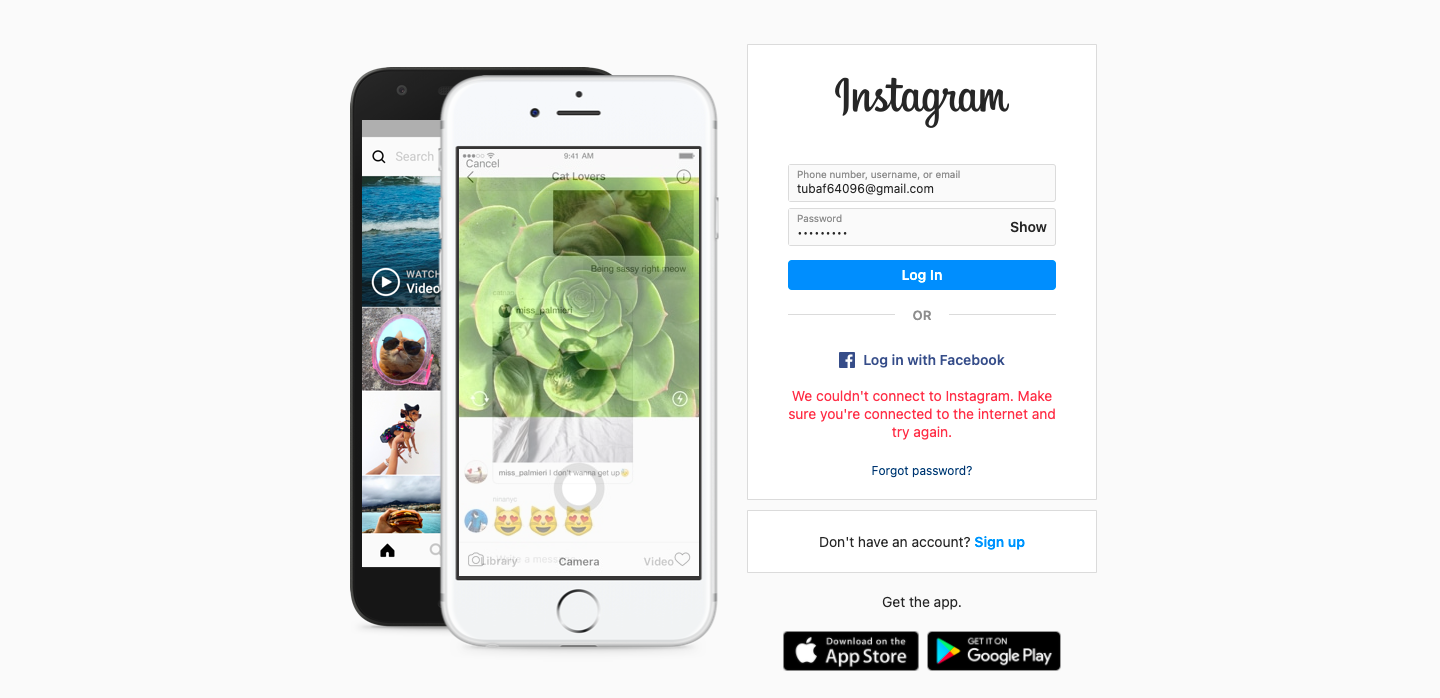 Search
WATCH
Video
9:41 AM
Cancel
Cat Lovers
Being sassy right meow
miss_palmieri
miss_palmieri I don't wanna get up
Library
Camera
Video
Instagram
Phone number, username, or email
tubaf64096@gmail.com
Password
•••••••••
Show
Log In
OR
Log in with Facebook
We couldn't connect to Instagram. Make
sure you're connected to the internet and
try again.
Forgot password?
Don't have an account? Sign up
Get the app.
Download on the
App Store
GET IT ON
Google Play